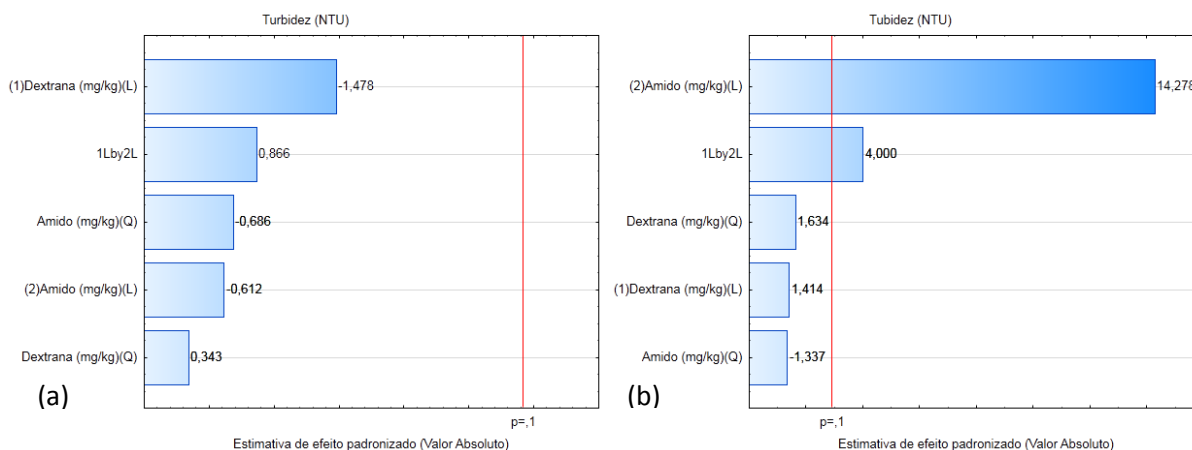 Turbidez (NTU)
(1)Dextrana (mg/kg)(L)
-1,478
1Lby2L
0,866
Amido (mg/kg)(Q)
-0,686
(2)Amido (mg/kg)(L)
-0,612
Dextrana (mg/kg)(Q)
0,343
(a)
p=,1
Estimativa de efeito padronizado (Valor Absoluto)
Tubidez (NTU)
(2)Amido (mg/kg)(L)
14,278
1Lby2L
4,000
Dextrana (mg/kg)(Q)
1,634
(1)Dextrana (mg/kg)(L)
1,414
Amido (mg/kg)(Q)
-1,337
(b)
p=,1
Estimativa de efeito padronizado (Valor Absoluto)